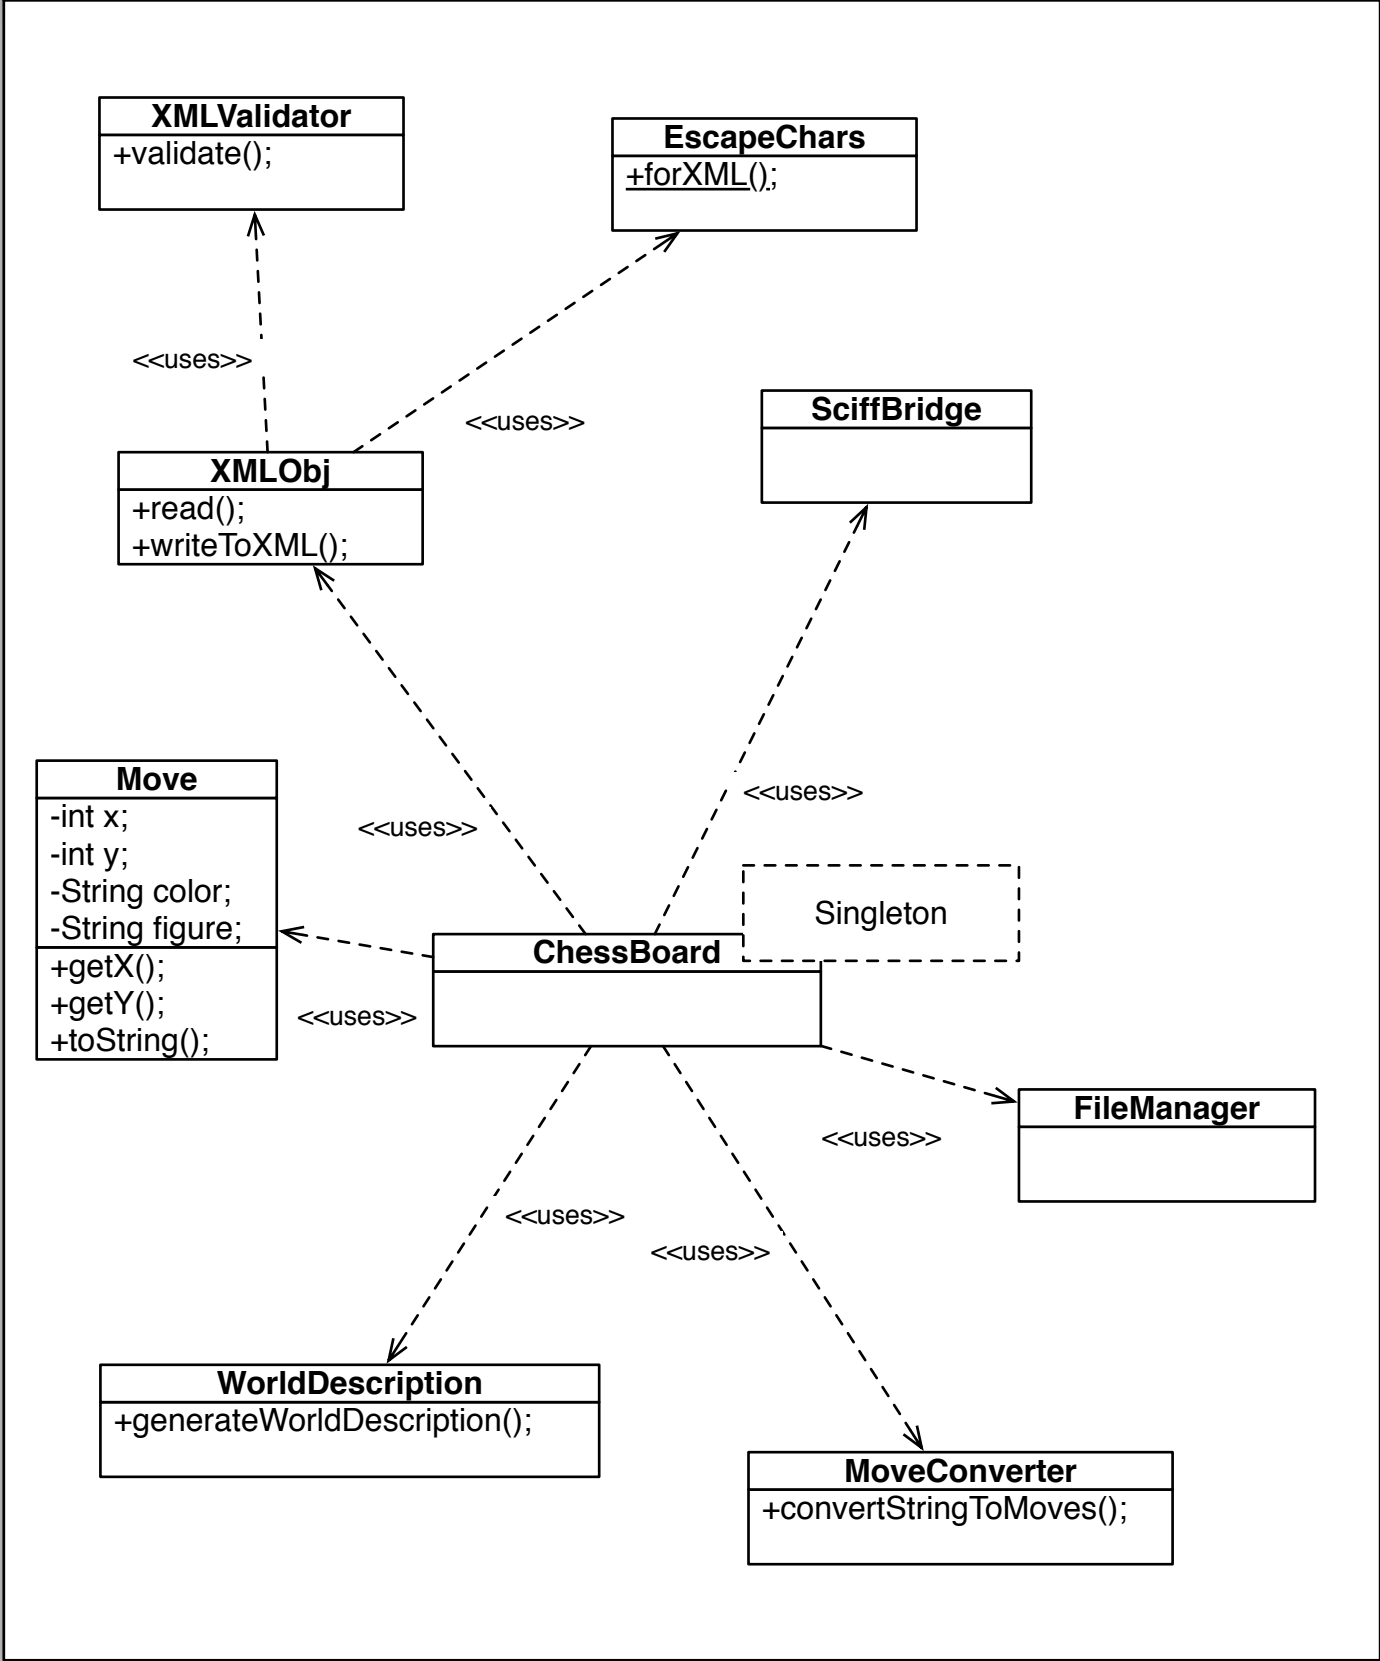 XMLValidator
+validate();
EscapeChars
+forXML();
<<uses>>
<<uses>>
SciffBridge
XMLObj
+read();
+writeToXML();
Move
-int x;
-int y;
-String color;
-String figure;
+getX();
+getY();
+toString();
<<uses>>
<<uses>>
Singleton
ChessBoard
<<uses>>
FileManager
<<uses>>
<<uses>>
<<uses>>
WorldDescription
+generateWorldDescription();
MoveConverter
+convertStringToMoves();